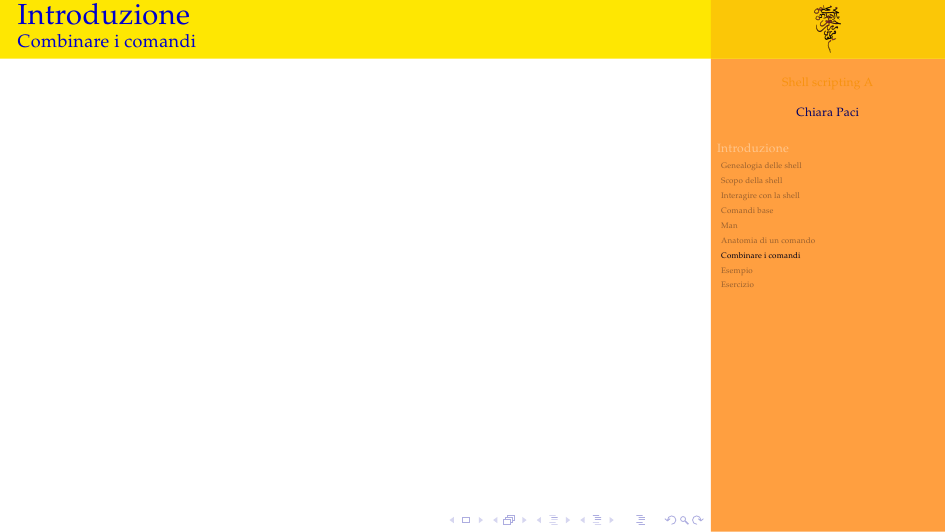 Introduzione
Combinare i comandi
Shell scripting A
Chiara Paci
Introduzione
Genealogia delle shell
Scopo della shell
Interagire con la shell
Comandi base
Man
Anatomia di un comando
Combinare i comandi
Esempio
Esercizio